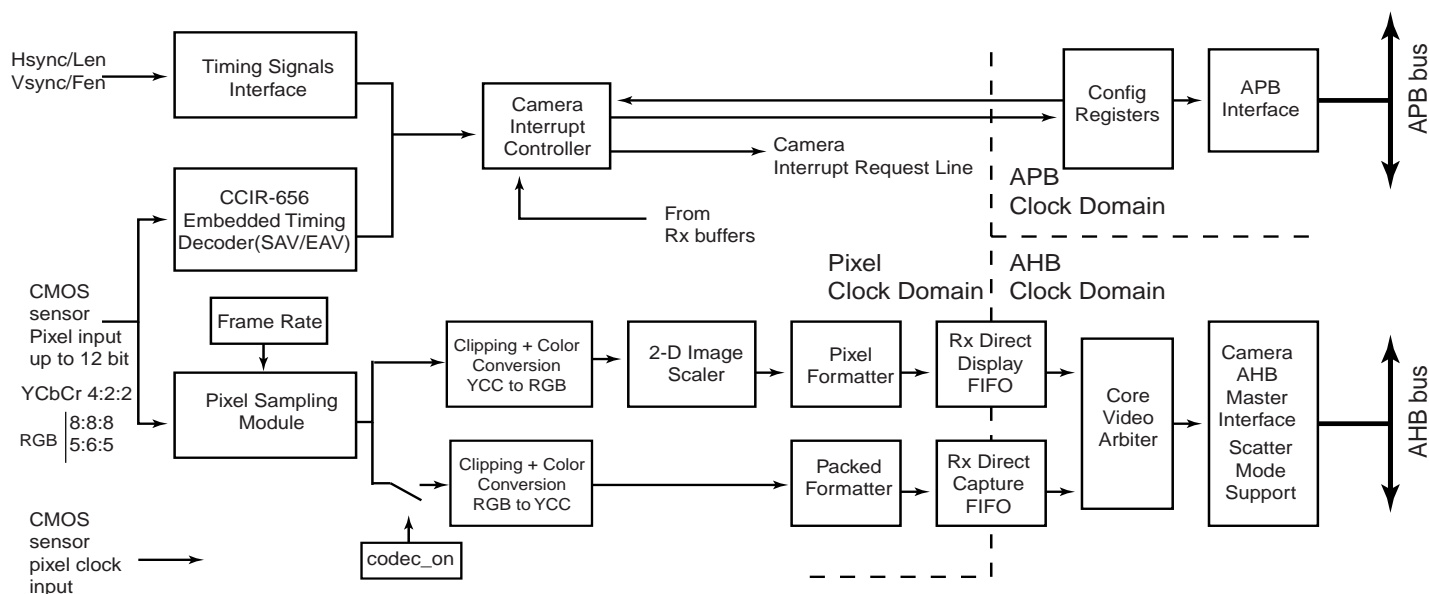 Hsync/Len
Vsync/Fen
Timing Signals
Interface
Camera
Interrupt
Controller
Config
Registers
APB
Interface
APB bus
Camera
Interrupt Request Line
APB
Clock Domain
CCIR-656
Embedded Timing
Decoder(SAV/EAV)
From
Rx buffers
Pixel
Clock Domain
AHB
Clock Domain
CMOS
sensor
Pixel input
up to 12 bit
YCbCr 4:2:2
RGB
8:8:8
5:6:5
Frame Rate
Pixel Sampling
Module
Clipping + Color
Conversion
YCC to RGB
2-D Image
Scaler
Pixel
Formatter
Rx Direct
Display
FIFO
Core
Video
Arbiter
Camera
AHB
Master
Interface
Scatter
Mode
Support
AHB bus
Clipping + Color
Conversion
RGB to YCC
Packed
Formatter
Rx Direct
Capture
FIFO
codec_on
CMOS
sensor
pixel clock
input